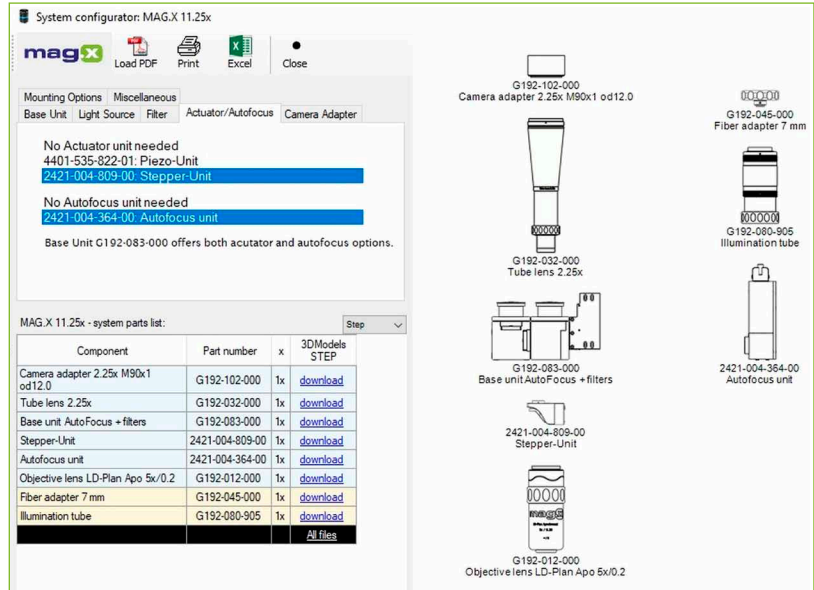 System configurator: MAG.X 11.25x
magx
Load PDF
Print
Excel
Close
Mounting Options
Miscellaneous
Base Unit
Light Source
Filter
Actuator/Autofocus
Camera Adapter
No Actuator unit needed
4401-535-822-01: Piezo-Unit
2421-004-809-00: Stepper-Unit
No Autofocus unit needed
2421-004-364-00: Autofocus unit
Base Unit G192-083-000 offers both acutator and autofocus options.
MAG.X 11.25x - system parts list:
Step
Component Part number x 3DModels
STEP
Camera adapter 2.25x M90x1
od12.0 G192-102-000 1x download
Tube lens 2.25x G192-032-000 1x download
Base unit AutoFocus + filters G192-083-000 1x download
Stepper-Unit 2421-004-809-00 1x download
Autofocus unit 2421-004-364-00 1x download
Objective lens LD-Plan Apo 5x/0.2 G192-012-000 1x download
Fiber adapter 7 mm G192-045-000 1x download
Illumination tube G192-080-905 1x download
All files
G192-102-000
Camera adapter 2.25x M90x1 od12.0
G192-032-000
Tube lens 2.25x
G192-083-000
Base unit AutoFocus + filters
2421-004-809-00
Stepper-Unit
G192-012-000
Objective lens LD-Plan Apo 5x/0.2
G192-045-000
Fiber adapter 7 mm
G192-080-905
Illumination tube
2421-004-364-00
Autofocus unit